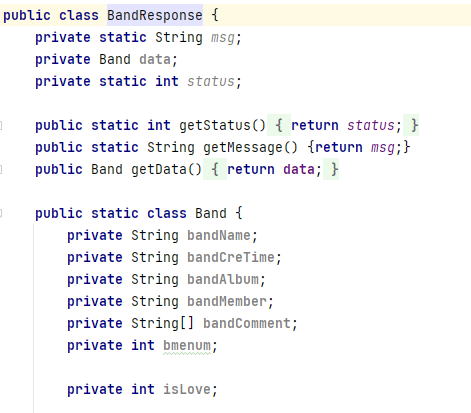 public class BandResponse {
private static String msg;
private Band data;
private static int status;
public static int getStatus() { return status; }
public static String getMessage() {return msg;}
public Band getData() { return data; }
public static class Band {
private String bandName;
private String bandCreTime;
private String bandAlbum;
private String bandMember;
private String[] bandComment;
private int bmenum;
private int isLove;